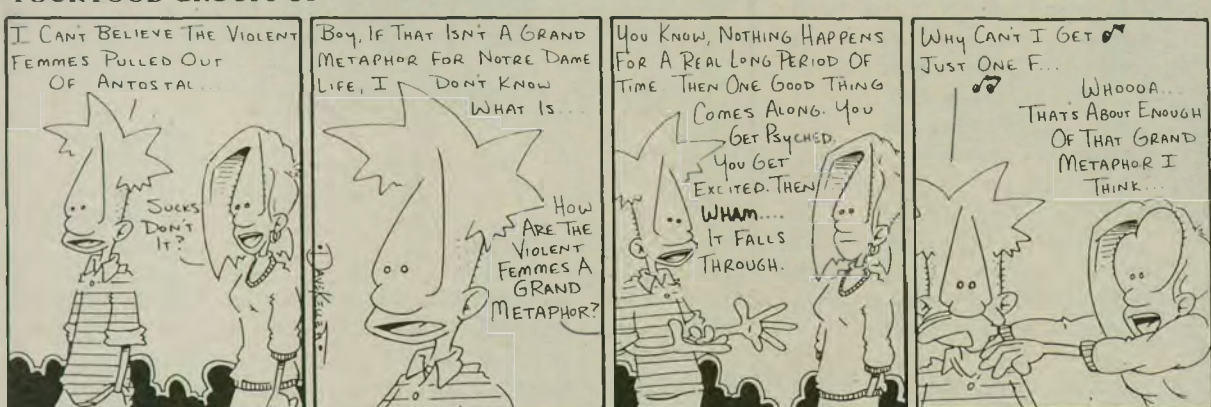 I CAN'T BELIEVE THE VIOLENT
FEMMES PULLED OUT
OF ANTOSTAL....
SUCKS
DON'T
IT?
BOY, IF THAT ISN'T A GRAND
METAPHOR FOR NOTRE DAME
LIFE, I DON'T KNOW
WHAT IS....
HOW
ARE THE
VIOLENT
FEMMES A
GRAND
METAPHOR?
YOU KNOW, NOTHING HAPPENS
FOR A REAL LONG PERIOD OF
TIME. THEN ONE GOOD THING
COMES ALONG. YOU
GET PSYCHED.
YOU GET
EXCITED. THEN
WHAM....
IT FALLS
THROUGH.
WHY CAN'T I GET
JUST ONE F...
WHOOOA...
THAT'S ABOUT ENOUGH
OF THAT GRAND
METAPHOR I
THINK...